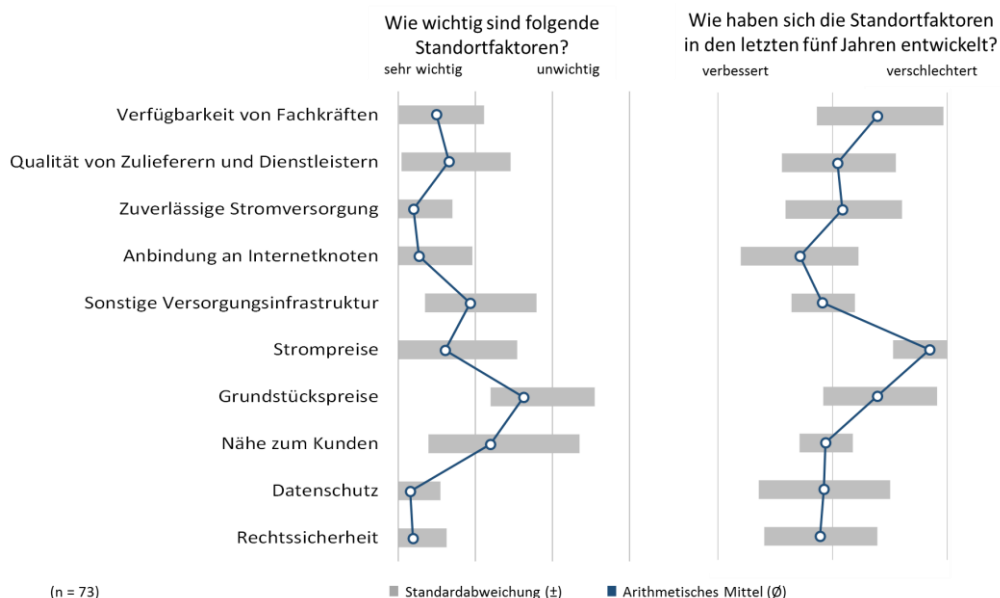 Wie wichtig sind folgende
Standortfaktoren?
sehr wichtig
unwichtig
Wie haben sich die Standortfaktoren
in den letzten fünf Jahren entwickelt?
verbessert
verschlechtert
Verfügbarkeit von Fachkräften
Qualität von Zulieferern und Dienstleistern
Zuverlässige Stromversorgung
Anbindung an Internetknoten
Sonstige Versorgungsinfrastruktur
Strompreise
Grundstückspreise
Nähe zum Kunden
Datenschutz
Rechtssicherheit
(n = 73)
Standardabweichung (±)
Arithmetisches Mittel (Ø)